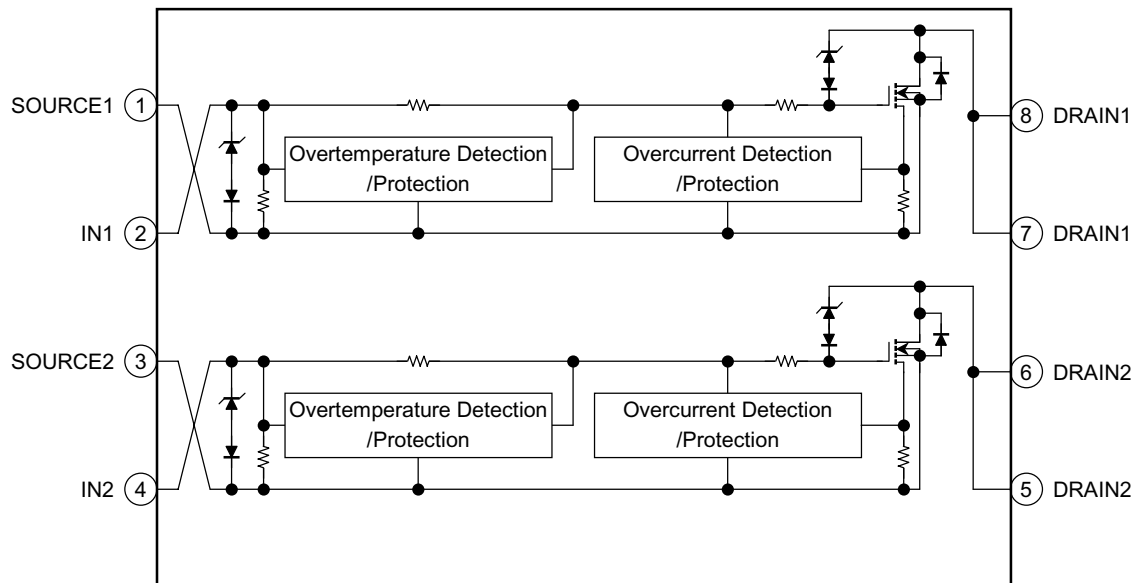 SOURCE1 1
Overtemperature Detection
/Protection
Overcurrent Detection
/Protection
8 DRAIN1
IN1 2
7 DRAIN1
SOURCE2 3
Overtemperature Detection
/Protection
Overcurrent Detection
/Protection
6 DRAIN2
IN2 4
5 DRAIN2